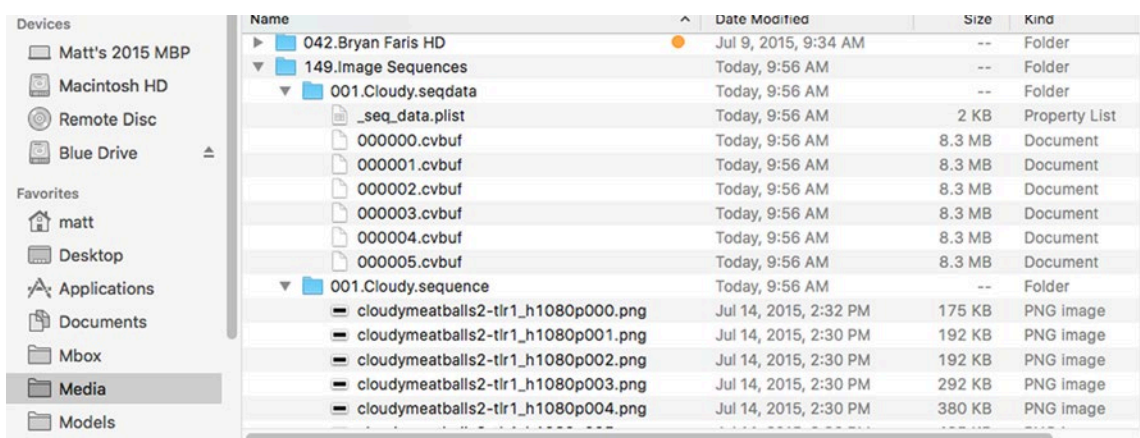 Devices
Matt's 2015 MBP
Macintosh HD
Remote Disc
Blue Drive
Favorites
matt
Desktop
Applications
Documents
Mbox
Media
Models
Name Date Modified Size Kind
042.Bryan Faris HD Jul 9, 2015, 9:34 AM -- Folder
149.Image Sequences Today, 9:56 AM -- Folder
001.Cloudy.seqdata Today, 9:56 AM -- Folder
_seq_data.plist Today, 9:56 AM 2 KB Property List
000000.cvbuf Today, 9:56 AM 8.3 MB Document
000001.cvbuf Today, 9:56 AM 8.3 MB Document
000002.cvbuf Today, 9:56 AM 8.3 MB Document
000003.cvbuf Today, 9:56 AM 8.3 MB Document
000004.cvbuf Today, 9:56 AM 8.3 MB Document
000005.cvbuf Today, 9:56 AM 8.3 MB Document
001.Cloudy.sequence Today, 9:56 AM -- Folder
cloudymeatballs2-tlr1_h1080p000.png Jul 14, 2015, 2:32 PM 175 KB PNG image
cloudymeatballs2-tlr1_h1080p001.png Jul 14, 2015, 2:30 PM 192 KB PNG image
cloudymeatballs2-tlr1_h1080p002.png Jul 14, 2015, 2:30 PM 192 KB PNG image
cloudymeatballs2-tlr1_h1080p003.png Jul 14, 2015, 2:30 PM 292 KB PNG image
cloudymeatballs2-tlr1_h1080p004.png Jul 14, 2015, 2:30 PM 380 KB PNG image